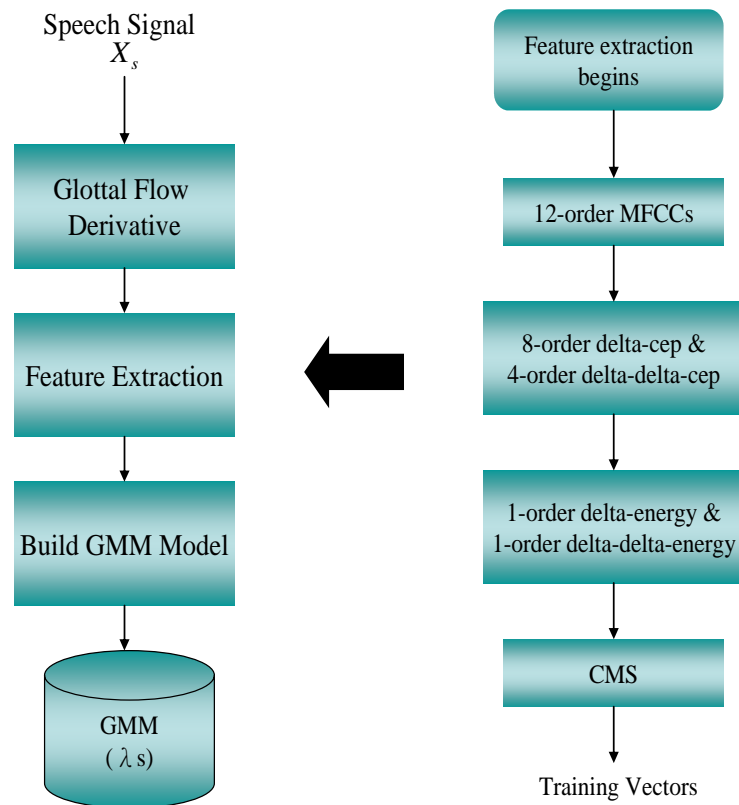 Speech Signal
X s
Glottal Flow
Derivative
Feature Extraction
Build GMM Model
GMM
( λ s)
Feature extraction
begins
12-order MFCCs
8-order delta-cep &
4-order delta-delta-cep
1-order delta-energy &
1-order delta-delta-energy
CMS
Training Vectors